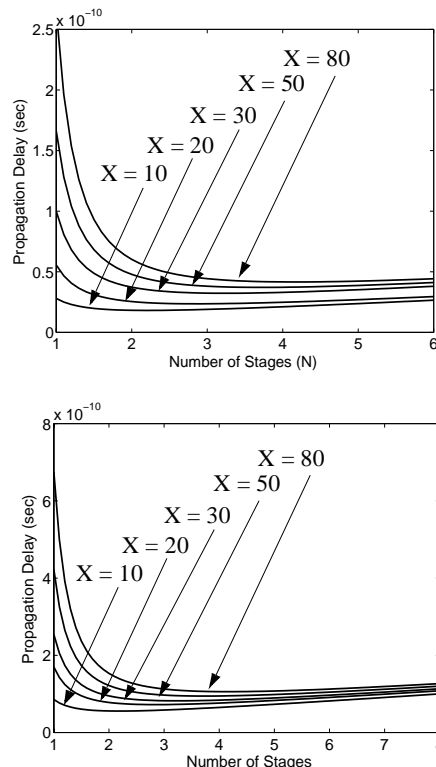 x 10⁻¹⁰
2.5
2
1.5
1
0.5
0
Propagation Delay (sec)
X = 80
X = 50
X = 30
X = 20
X = 10
1 2 3 4 5 6
Number of Stages (N)
x 10⁻¹⁰
8
6
4
2
0
Propagation Delay (sec)
X = 80
X = 50
X = 30
X = 20
X = 10
1 2 3 4 5 6 7
Number of Stages